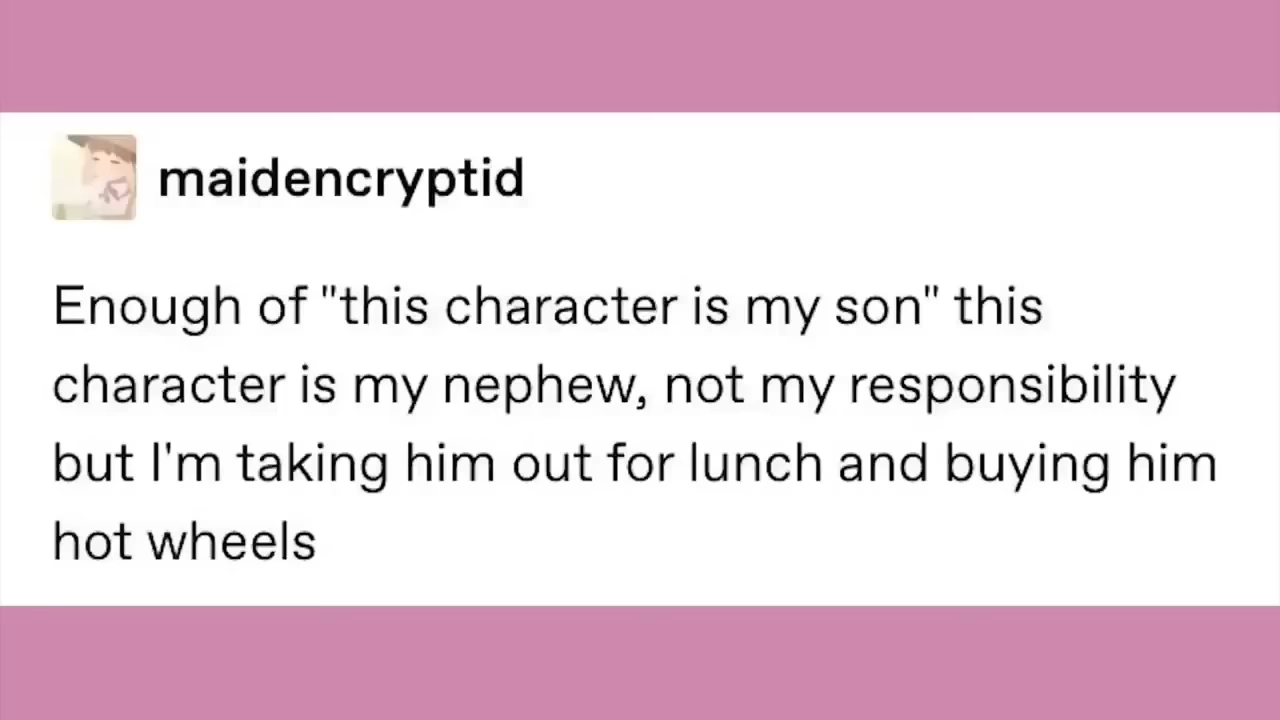 maidencryptid
Enough of "this character is my son" this
character is my nephew, not my responsibility
but I'm taking him out for lunch and buying him
hot wheels